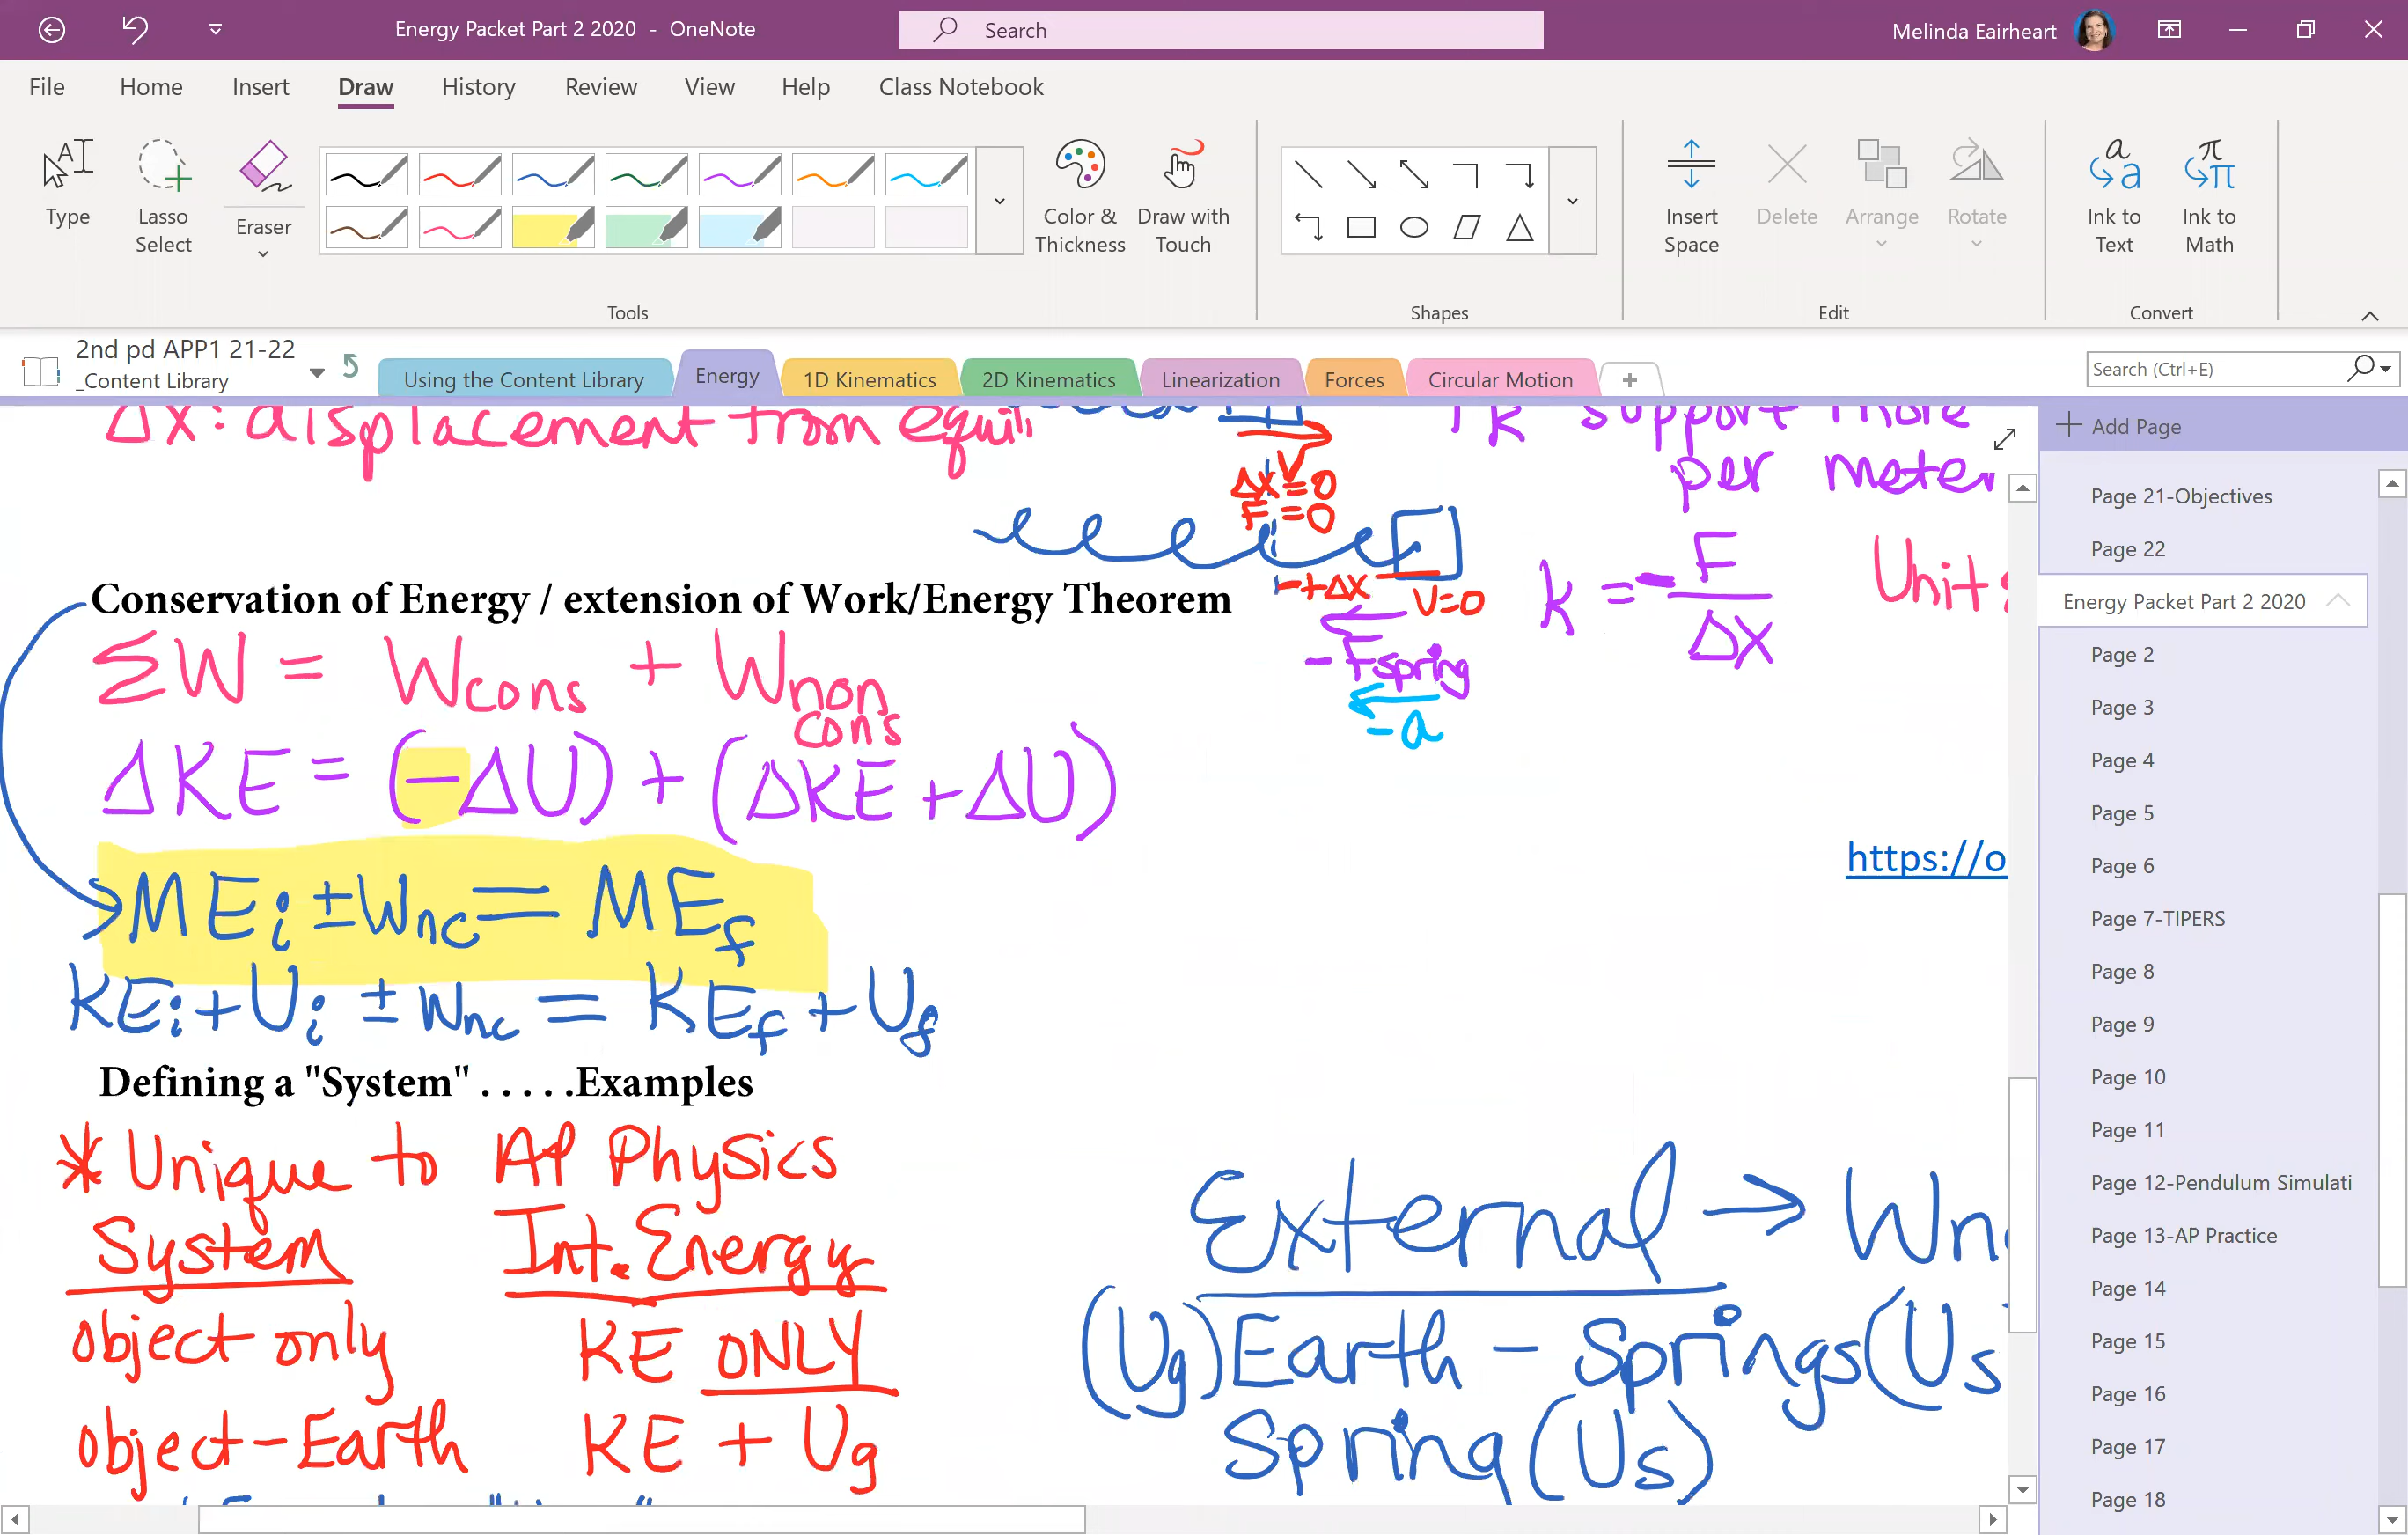 Energy Packet Part 2 2020 - OneNote
Search
Melinda Eairheart
File Home Insert Draw History Review View Help Class Notebook
Type
Lasso Select
Eraser
Color & Thickness
Draw with Touch
Insert Space
Delete
Arrange
Rotate
Ink to Text
Ink to Math
Tools
Shapes
Edit
Convert
2nd pd APP1 21-22
_Content Library
Using the Content Library
Energy
1D Kinematics
2D Kinematics
Linearization
Forces
Circular Motion
Search (Ctrl+E)
Δx: displacement from equili
V
Δx=0
F=0
+Δx
V=0
-Fspring
-a
↑k support more
per meter
k = -F/Δx
Unit
Conservation of Energy / extension of Work/Energy Theorem
ΣW = Wcons + Wnon cons
ΔKE = (-ΔU) + (ΔKE + ΔU)
MEi ± Wnc = MEf
KEi + Ui ± Wnc = KEf + Uf
https://o
Defining a "System" . . . . .Examples
* Unique to AP Physics
System Int. Energy External → Wn
object only KE ONLY (Ug) Earth - Springs (Us
object-Earth KE + Ug Spring (Us)
Add Page
Page 21-Objectives
Page 22
Energy Packet Part 2 2020
Page 2
Page 3
Page 4
Page 5
Page 6
Page 7-TIPERS
Page 8
Page 9
Page 10
Page 11
Page 12-Pendulum Simulati
Page 13-AP Practice
Page 14
Page 15
Page 16
Page 17
Page 18